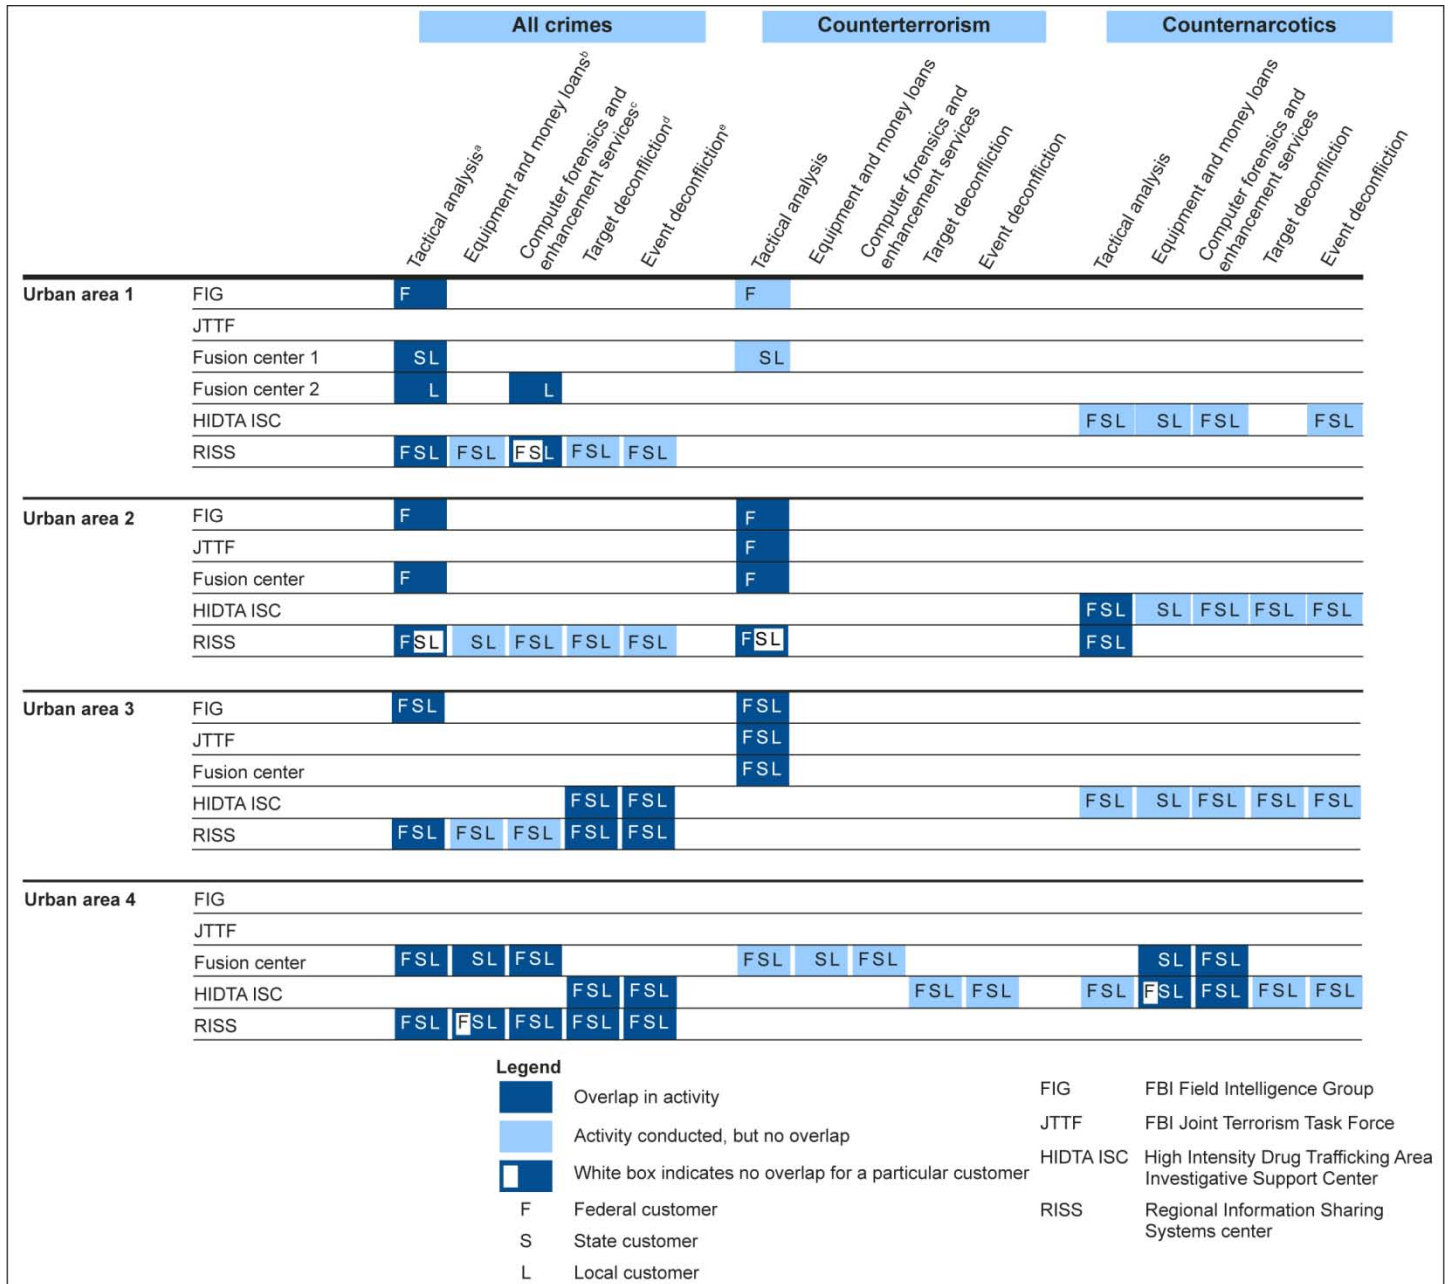 All crimes Counterterrorism Counternarcotics
Tactical analysisᵃ
Equipment and money loansᵇ
Computer forensics and
enhancement servicesᶜ
Target deconflictionᵈ
Event deconflictionᵉ
Tactical analysis
Equipment and money loans
Computer forensics and
enhancement services
Target deconfliction
Event deconfliction
Tactical analysis
Equipment and money loans
Computer forensics and
enhancement services
Target deconfliction
Event deconfliction
Urban area 1 FIG F F
JTTF
Fusion center 1 SL SL
Fusion center 2 L L
HIDTA ISC FSL SL FSL FSL
RISS FSL FSL FSL FSL FSL
Urban area 2 FIG F F
JTTF F
Fusion center F F
HIDTA ISC FSL SL FSL FSL FSL
RISS FSL SL FSL FSL FSL FSL FSL
Urban area 3 FIG FSL FSL
JTTF FSL
Fusion center FSL
HIDTA ISC FSL FSL FSL SL FSL FSL FSL
RISS FSL FSL FSL FSL FSL
Urban area 4 FIG
JTTF
Fusion center FSL SL FSL FSL SL FSL SL FSL
HIDTA ISC FSL FSL FSL FSL FSL FSL FSL FSL FSL
RISS FSL FSL FSL FSL FSL
Legend
Overlap in activity
Activity conducted, but no overlap
White box indicates no overlap for a particular customer
F Federal customer
S State customer
L Local customer
FIG FBI Field Intelligence Group
JTTF FBI Joint Terrorism Task Force
HIDTA ISC High Intensity Drug Trafficking Area
Investigative Support Center
RISS Regional Information Sharing
Systems center